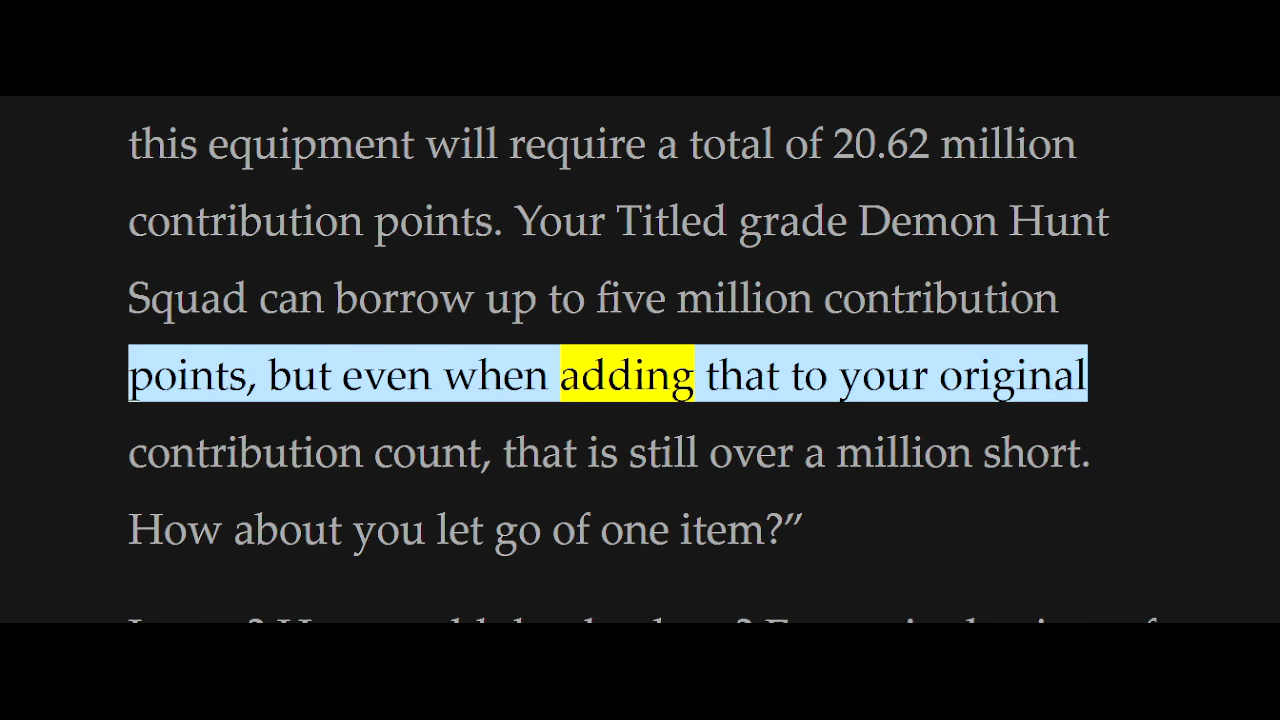 this equipment will require a total of 20.62 million
contribution points. Your Titled grade Demon Hunt
Squad can borrow up to five million contribution
points, but even when adding that to your original
contribution count, that is still over a million short.
How about you let go of one item?”